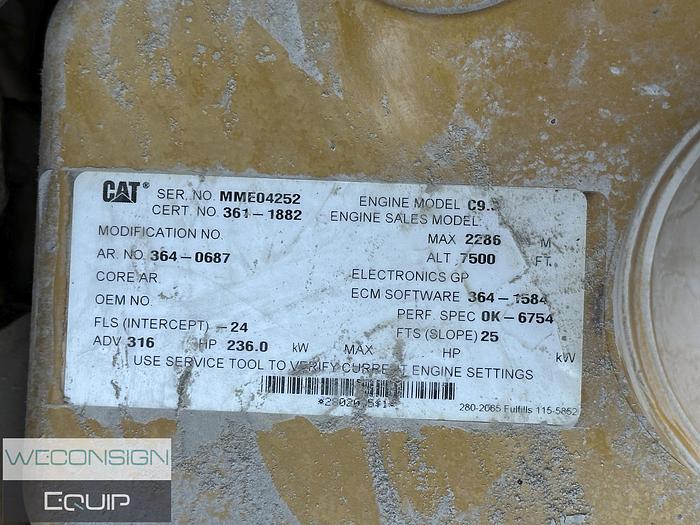 CAT®
SER. NO. MME04252 ENGINE MODEL C9.3
CERT. NO. 361-1882 ENGINE SALES MODEL
MODIFICATION NO. MAX 2286 M
AR. NO. 364-0687 ALT. 7500 FT.
CORE AR. ELECTRONICS GP
OEM NO. ECM SOFTWARE 364-1584
PERF. SPEC 0K-6754
FLS (INTERCEPT) -24 FTS (SLOPE) 25
ADV 316 HP 236.0 kW MAX HP kW
USE SERVICE TOOL TO VERIFY CURRENT ENGINE SETTINGS
280-2065 Fulfills 115-5852
WECONSIGN
EQUIP